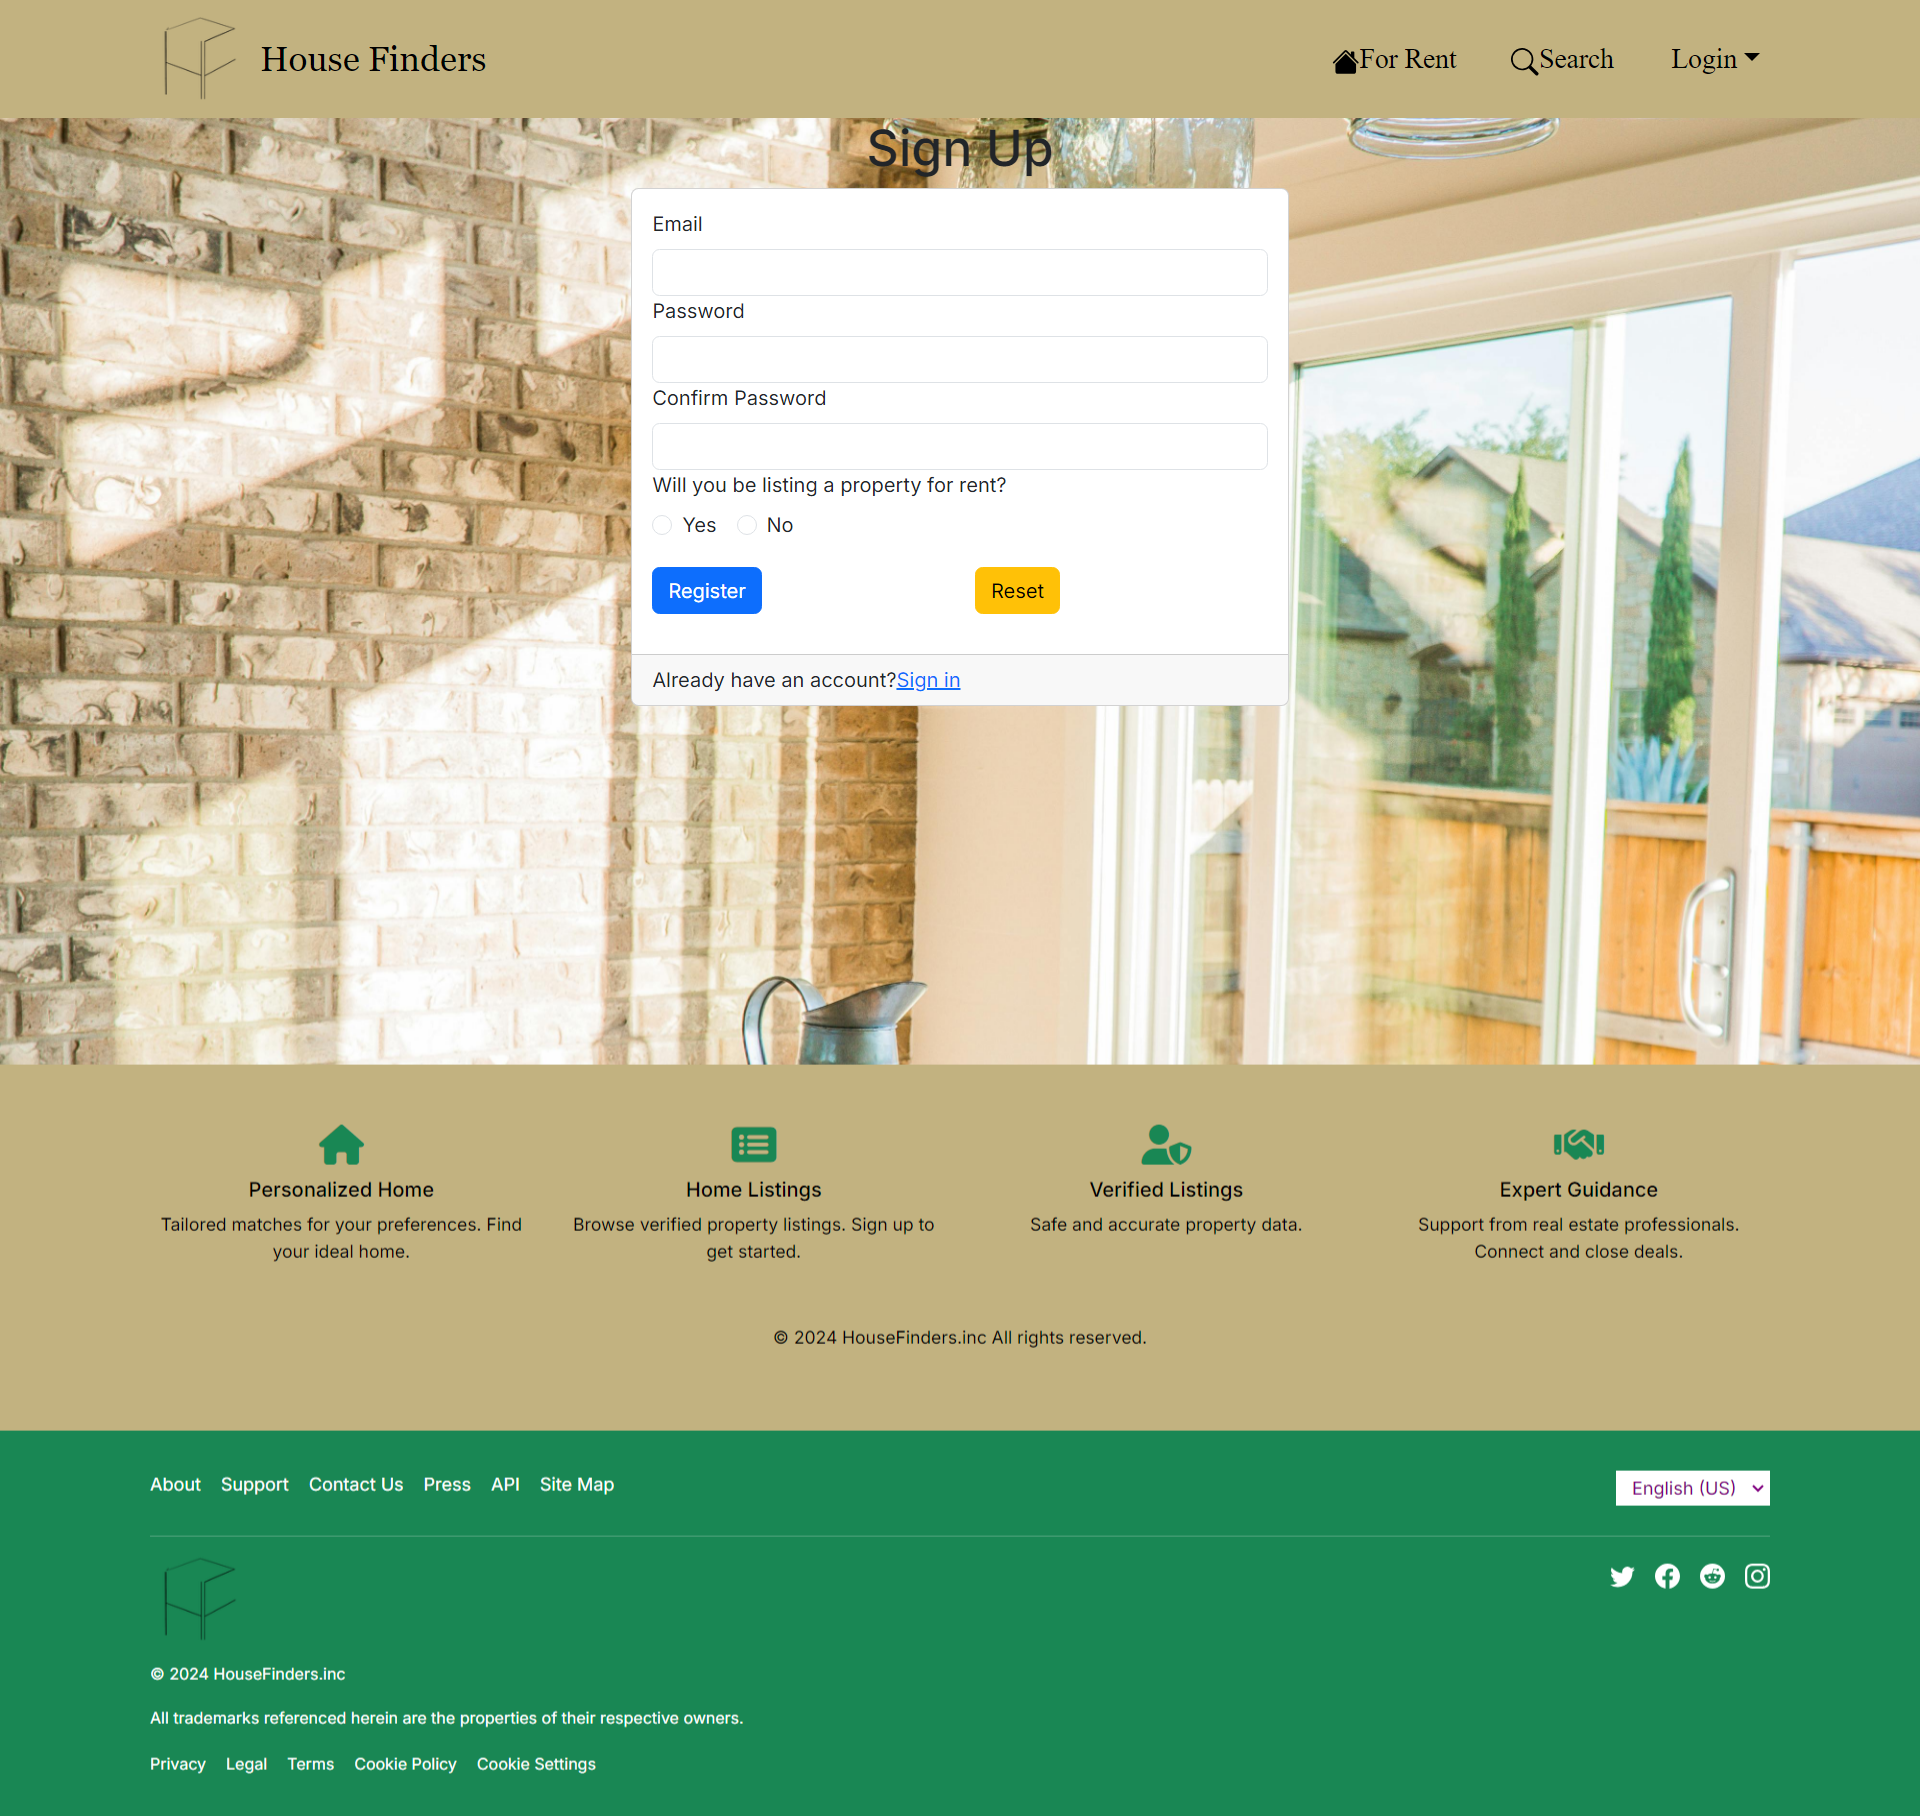 House Finders
For Rent
Search
Login
Sign Up
Email
Password
Confirm Password
Will you be listing a property for rent?
Yes No
Register
Reset
Already have an account?Sign in
Personalized Home
Tailored matches for your preferences. Find
your ideal home.
Home Listings
Browse verified property listings. Sign up to
get started.
Verified Listings
Safe and accurate property data.
Expert Guidance
Support from real estate professionals.
Connect and close deals.
© 2024 HouseFinders.inc All rights reserved.
About Support Contact Us Press API Site Map
English (US)
© 2024 HouseFinders.inc
All trademarks referenced herein are the properties of their respective owners.
Privacy Legal Terms Cookie Policy Cookie Settings